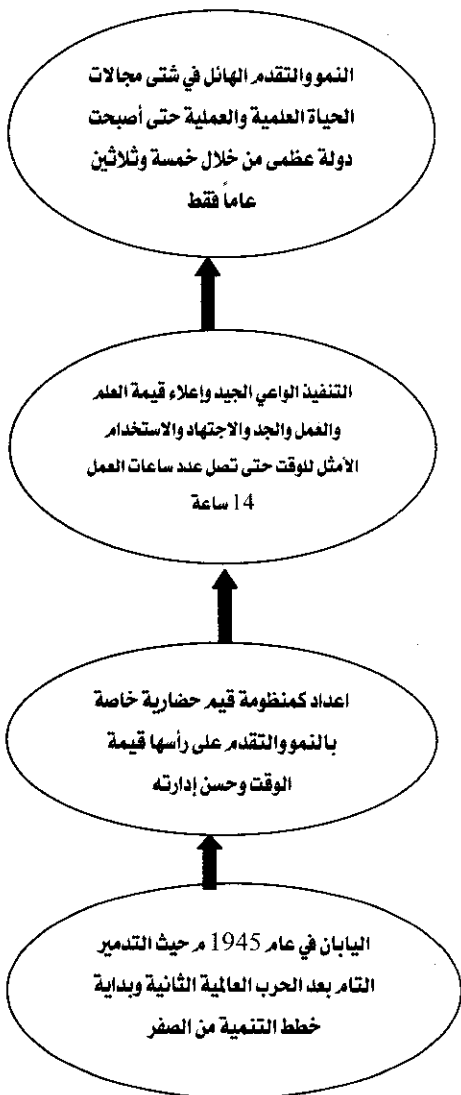 النمو والتقدم الهائل في شتى مجالات
الحياة العلمية والعملية حتى أصبحت
دولة عظمى من خلال خمسة وثلاثين
عاماً فقط
التنفيذ الواعي الجيد وإعلاء قيمة العلم
والعمل والجد والاجتهاد والاستخدام
الأمثل للوقت حتى تصل عدد ساعات العمل
14 ساعة
اعداد كمنظومة قيم حضارية خاصة
بالنمو والتقدم على رأسها قيمة
الوقت وحسن إدارته
اليابان في عام 1945 م حيث التدمير
التام بعد الحرب العالمية الثانية وبداية
خطط التنمية من الصفر